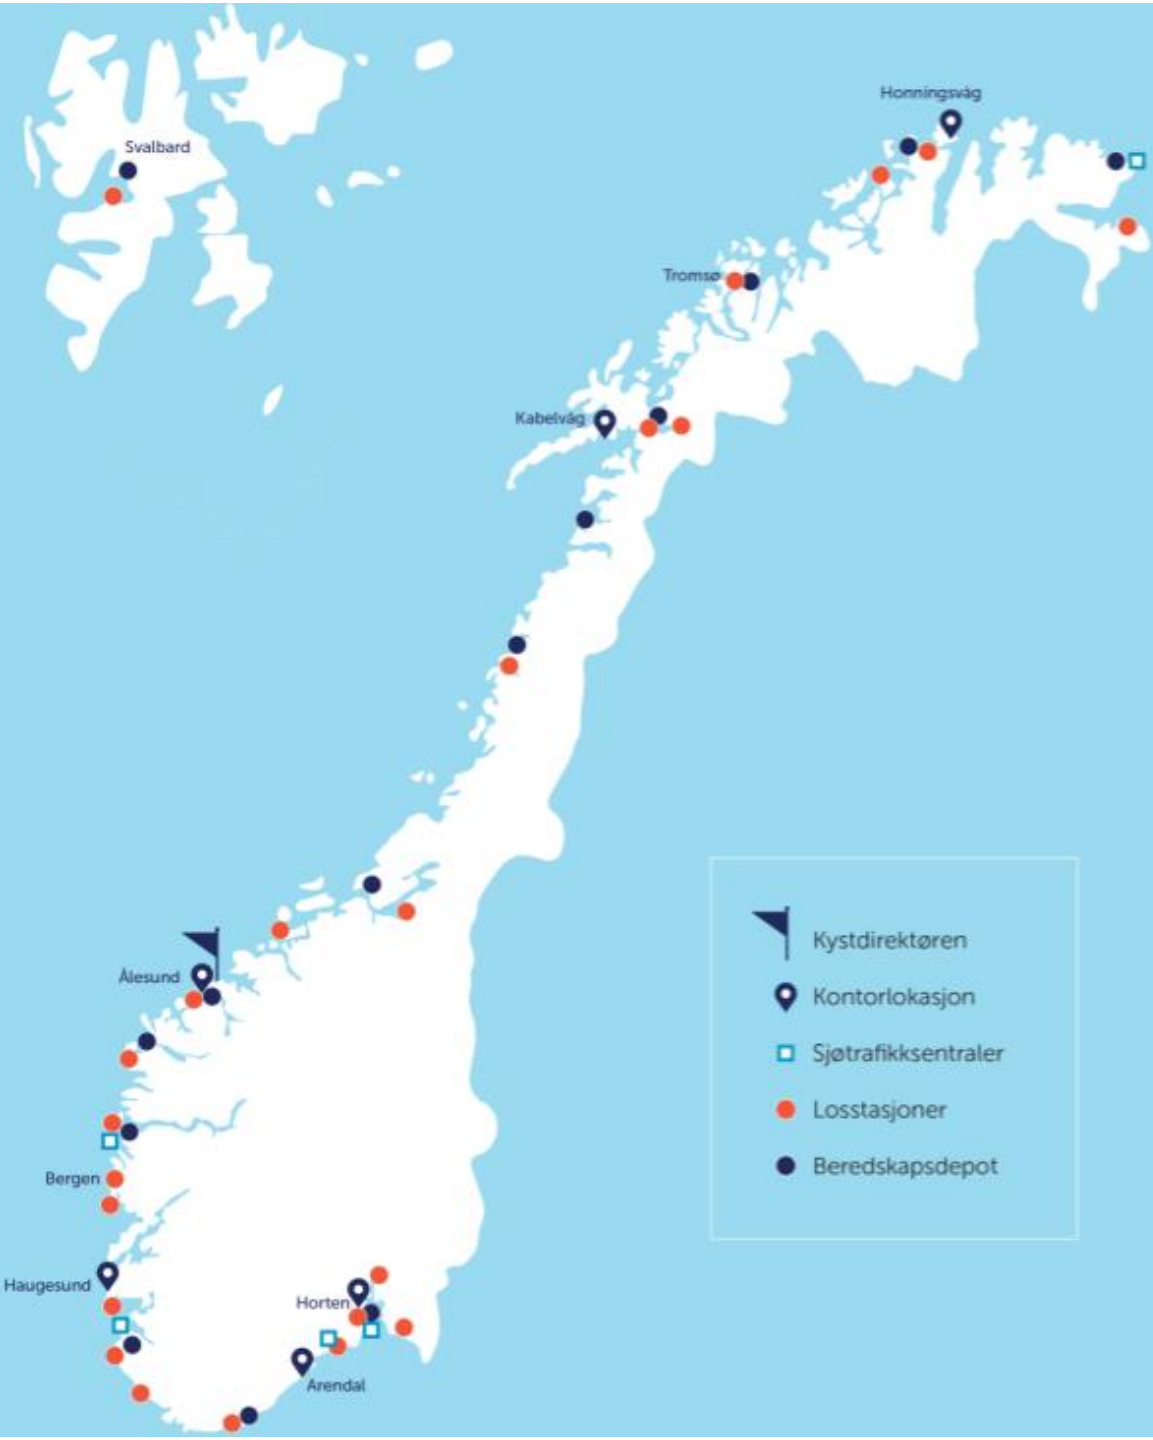 Honningsvåg
Svalbard
Tromsø
Kabelvåg
Ålesund
Bergen
Haugesund
Horten
Arendal
Kystdirektøren
Kontorlokasjon
Sjøtrafikksentraler
Losstasjoner
Beredskapsdepot